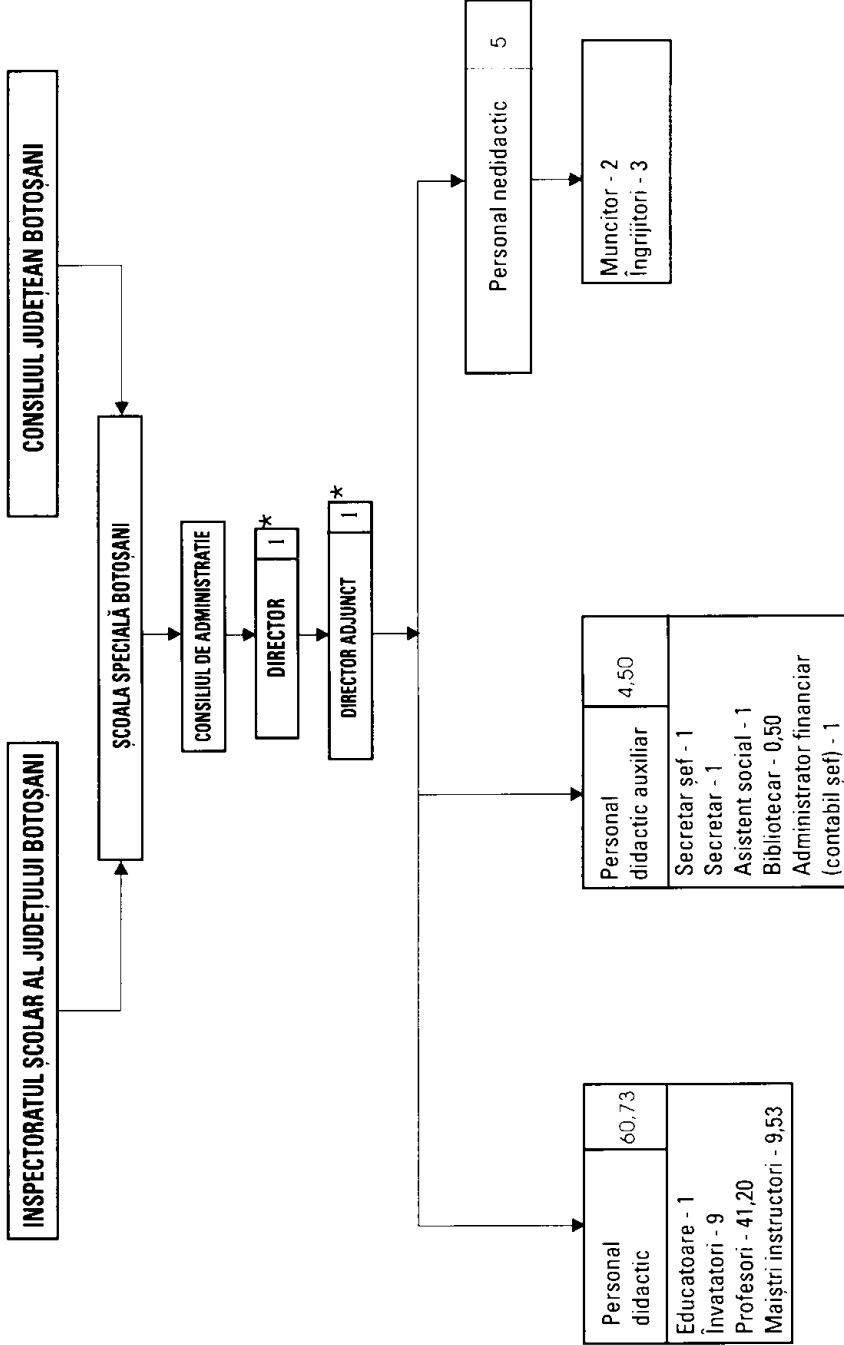 INSPECTORATUL ȘCOLAR AL JUDEȚULUI BOTOȘANI
CONSILIUL JUDEȚEAN BOTOȘANI
ȘCOALA SPECIALĂ BOTOȘANI
CONSILIUL DE ADMINISTRATIE
DIRECTOR 1 *
DIRECTOR ADJUNCT 1 *
Personal
didactic 60,73
Educatoare - 1
Învatatori - 9
Profesori - 41,20
Maiștri instructori - 9,53
Personal
didactic auxiliar 4,50
Secretar șef - 1
Secretar - 1
Asistent social - 1
Bibliotecar - 0,50
Administrator financiar
(contabil șef) - 1
Personal nedidactic 5
Muncitor - 2
Îngrijitori - 3